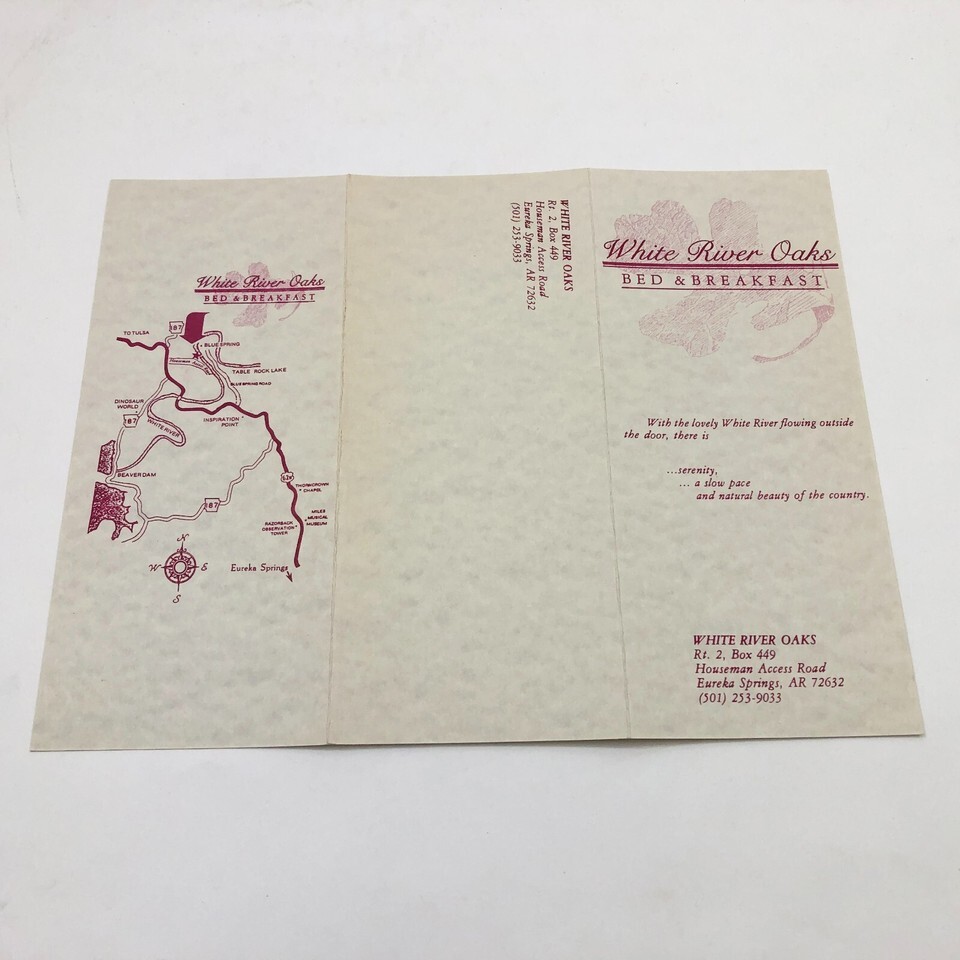 White River Oaks
BED & BREAKFAST
187
TO TULSA
BLUE SPRING
TABLE ROCK LAKE
BLUE SPRING ROAD
DINOSAUR
WORLD
187
WHITE RIVER
INSPIRATION
POINT
BEAVER DAM
62W
THORNCROWN
CHAPEL
187
MILES
MUSICAL
MUSEUM
RAZORBACK
OBSERVATION
TOWER
N
W
E
S
Eureka Springs
WHITE RIVER OAKS
Rt. 2, Box 449
Houseman Access Road
Eureka Springs, AR 72632
(501) 253-9033
White River Oaks
BED & BREAKFAST
With the lovely White River flowing outside
the door, there is
...serenity,
... a slow pace
and natural beauty of the country.
WHITE RIVER OAKS
Rt. 2, Box 449
Houseman Access Road
Eureka Springs, AR 72632
(501) 253-9033